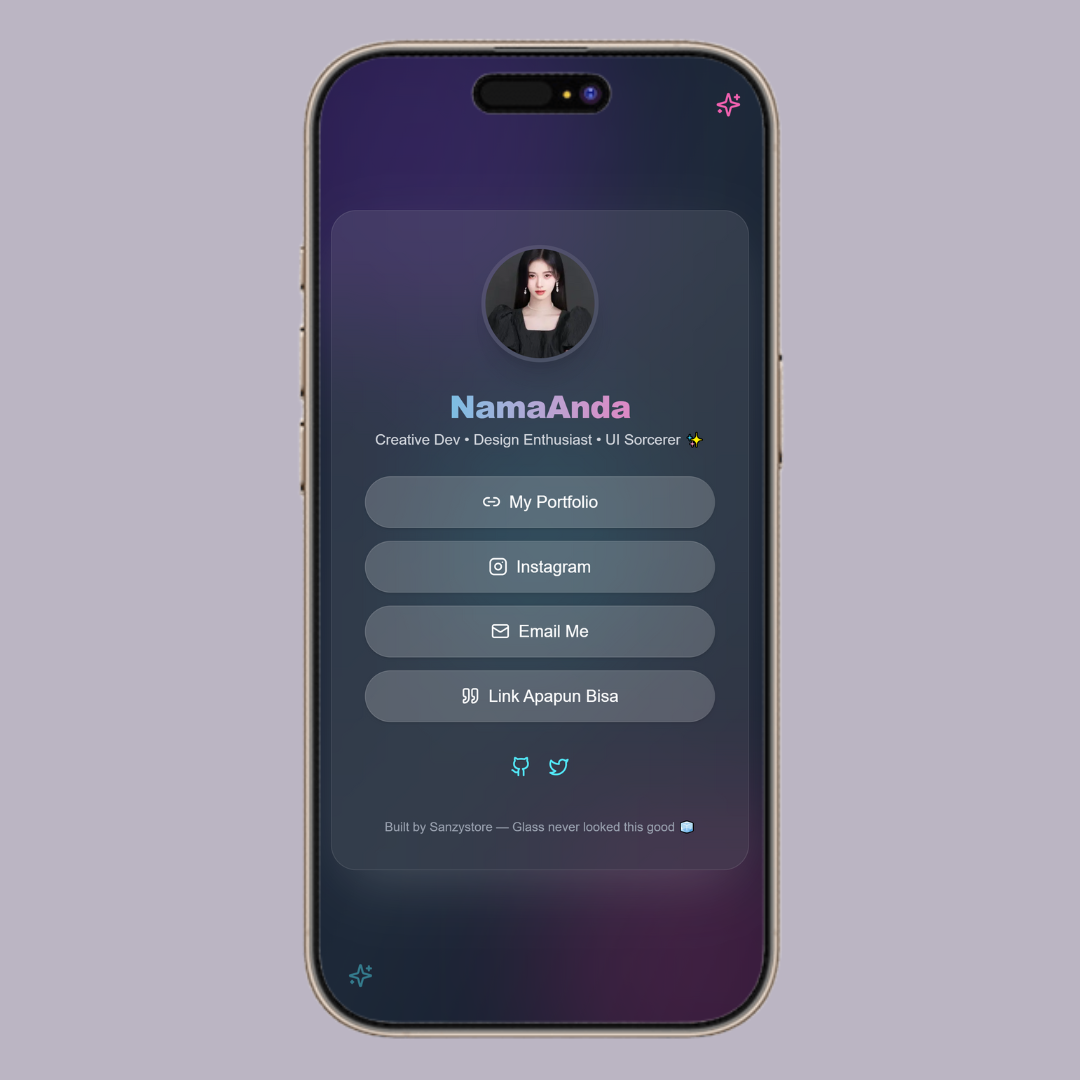 NamaAnda
Creative Dev • Design Enthusiast • UI Sorcerer ✨
My Portfolio
Instagram
Email Me
Link Apapun Bisa
Built by Sanzystore — Glass never looked this good 🧊